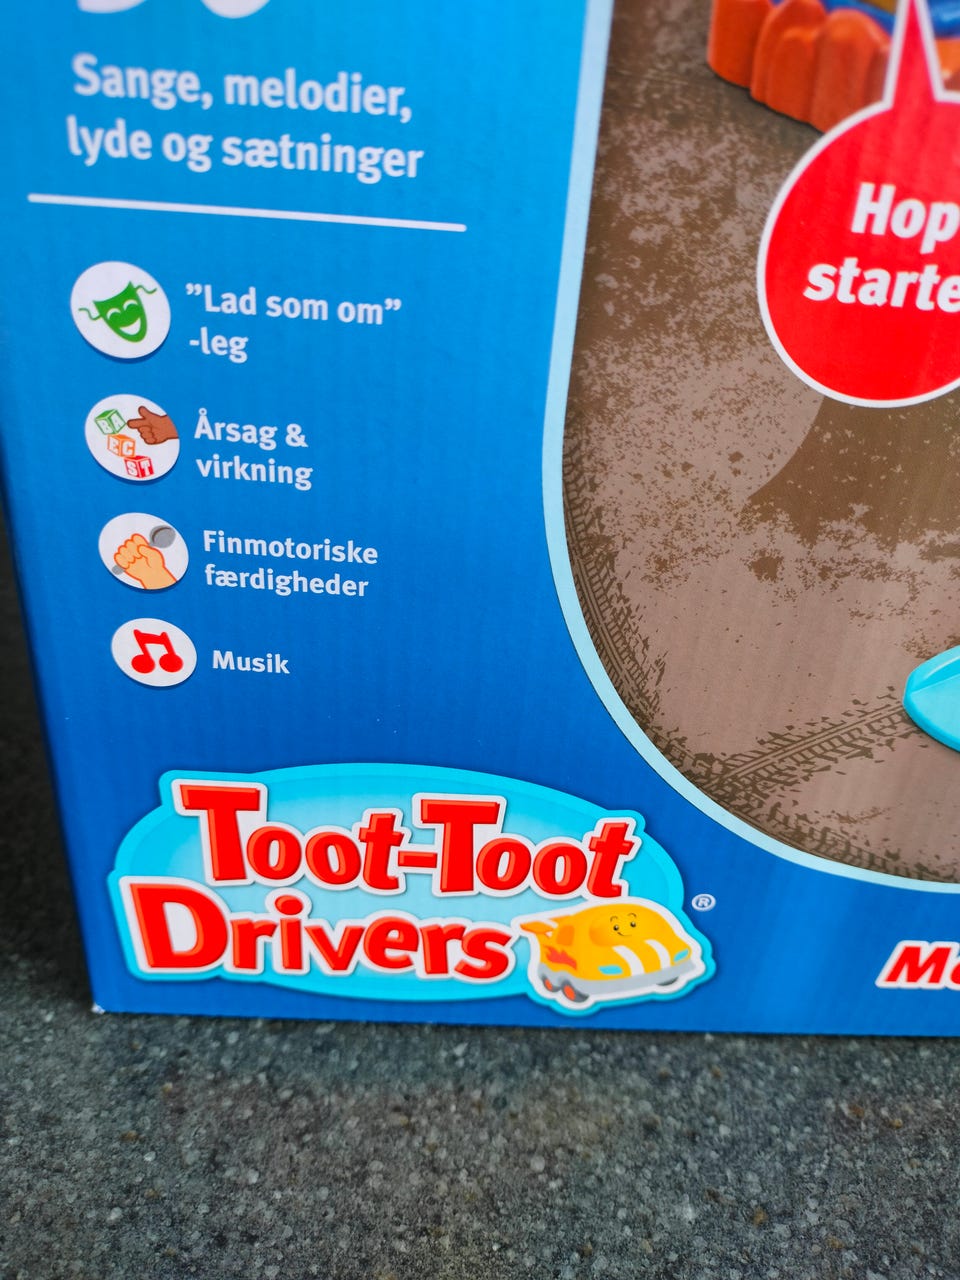 Sange, melodier,
lyde og sætninger
"Lad som om"
-leg
Årsag &
virkning
Finmotoriske
færdigheder
Musik
Hop
starte
Toot-Toot
Drivers®